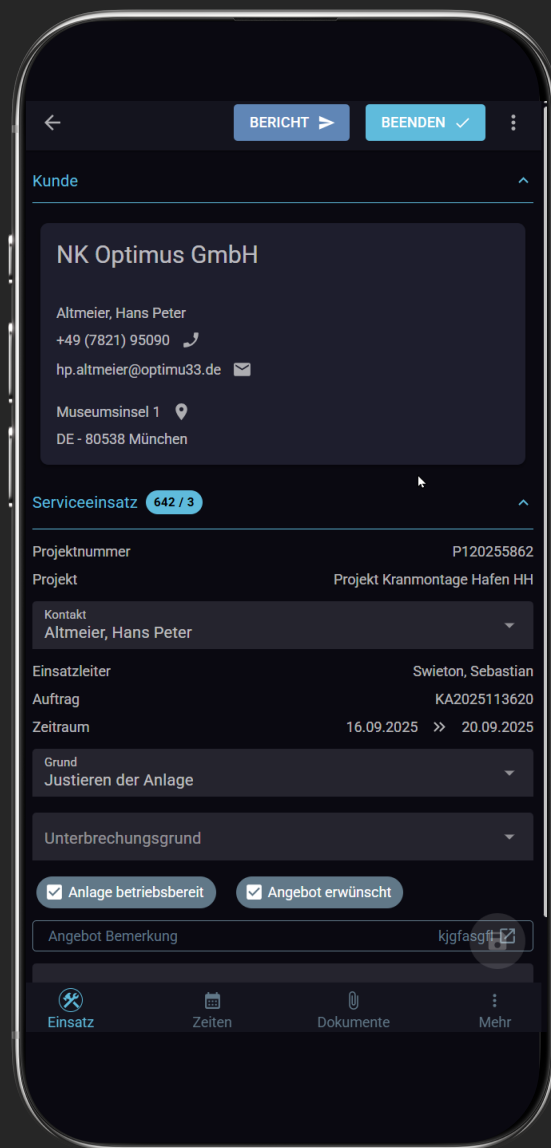 BERICHT
BEENDEN
Kunde
NK Optimus GmbH
Altmeier, Hans Peter
+49 (7821) 95090
hp.altmeier@optimu33.de
Museumsinsel 1
DE - 80538 München
Serviceeinsatz 642 / 3
Projektnummer P120255862
Projekt Projekt Kranmontage Hafen HH
Kontakt
Altmeier, Hans Peter
Einsatzleiter Swieton, Sebastian
Auftrag KA2025113620
Zeitraum 16.09.2025 >> 20.09.2025
Grund
Justieren der Anlage
Unterbrechungsgrund
Anlage betriebsbereit Angebot erwünscht
Angebot Bemerkung
Einsatz Zeiten Dokumente Mehr